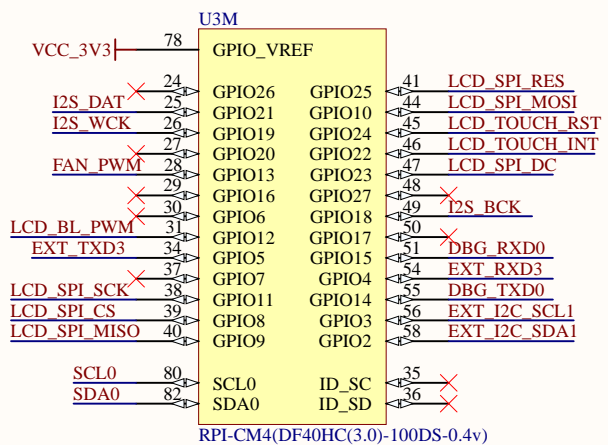 U3M
VCC_3V3 78 GPIO_VREF
24 GPIO26 GPIO25 41 LCD_SPI_RES
I2S_DAT 25 GPIO21 GPIO10 44 LCD_SPI_MOSI
I2S_WCK 26 GPIO19 GPIO24 45 LCD_TOUCH_RST
27 GPIO20 GPIO22 46 LCD_TOUCH_INT
FAN_PWM 28 GPIO13 GPIO23 47 LCD_SPI_DC
29 GPIO16 GPIO27 48
30 GPIO6 GPIO18 49 I2S_BCK
LCD_BL_PWM 31 GPIO12 GPIO17 50
EXT_TXD3 34 GPIO5 GPIO15 51 DBG_RXD0
37 GPIO7 GPIO4 54 EXT_RXD3
LCD_SPI_SCK 38 GPIO11 GPIO14 55 DBG_TXD0
LCD_SPI_CS 39 GPIO8 GPIO3 56 EXT_I2C_SCL1
LCD_SPI_MISO 40 GPIO9 GPIO2 58 EXT_I2C_SDA1
SCL0 80 SCL0 ID_SC 35
SDA0 82 SDA0 ID_SD 36
RPI-CM4(DF40HC(3.0)-100DS-0.4v)